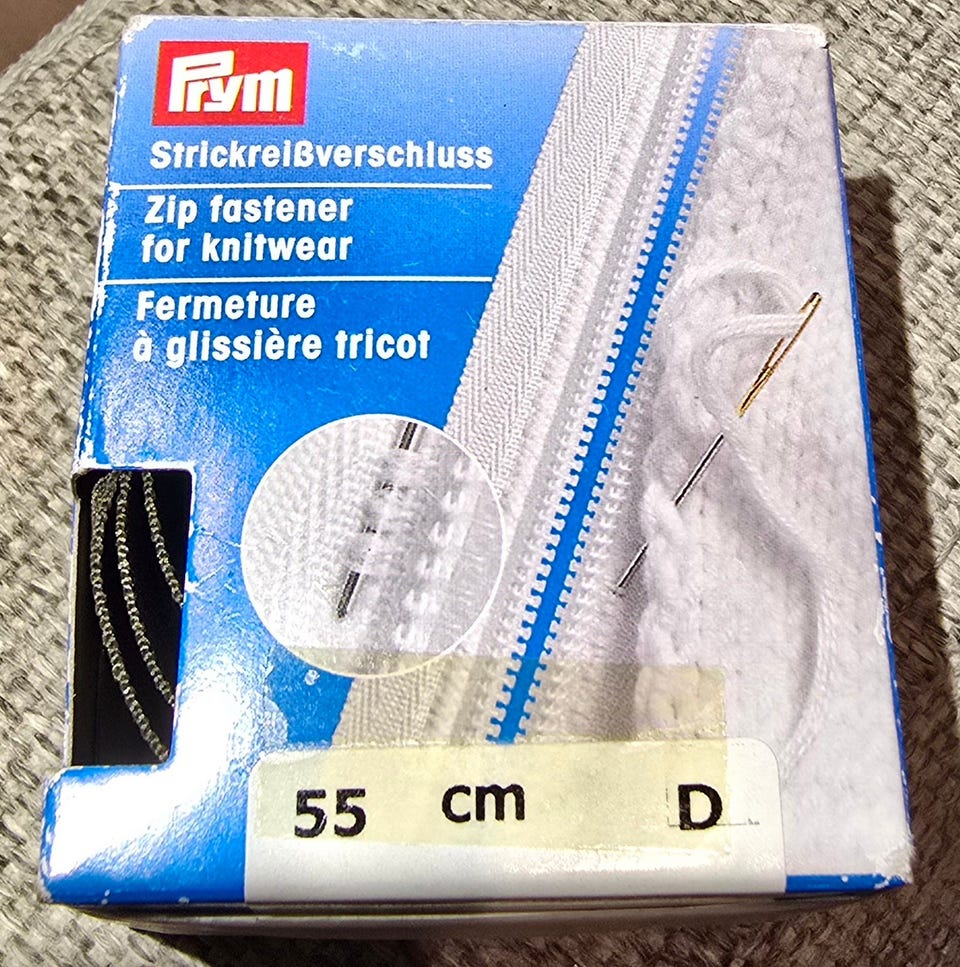 Prym
Strickreißverschluss
Zip fastener
for knitwear
Fermeture
à glissière tricot
55 cm D